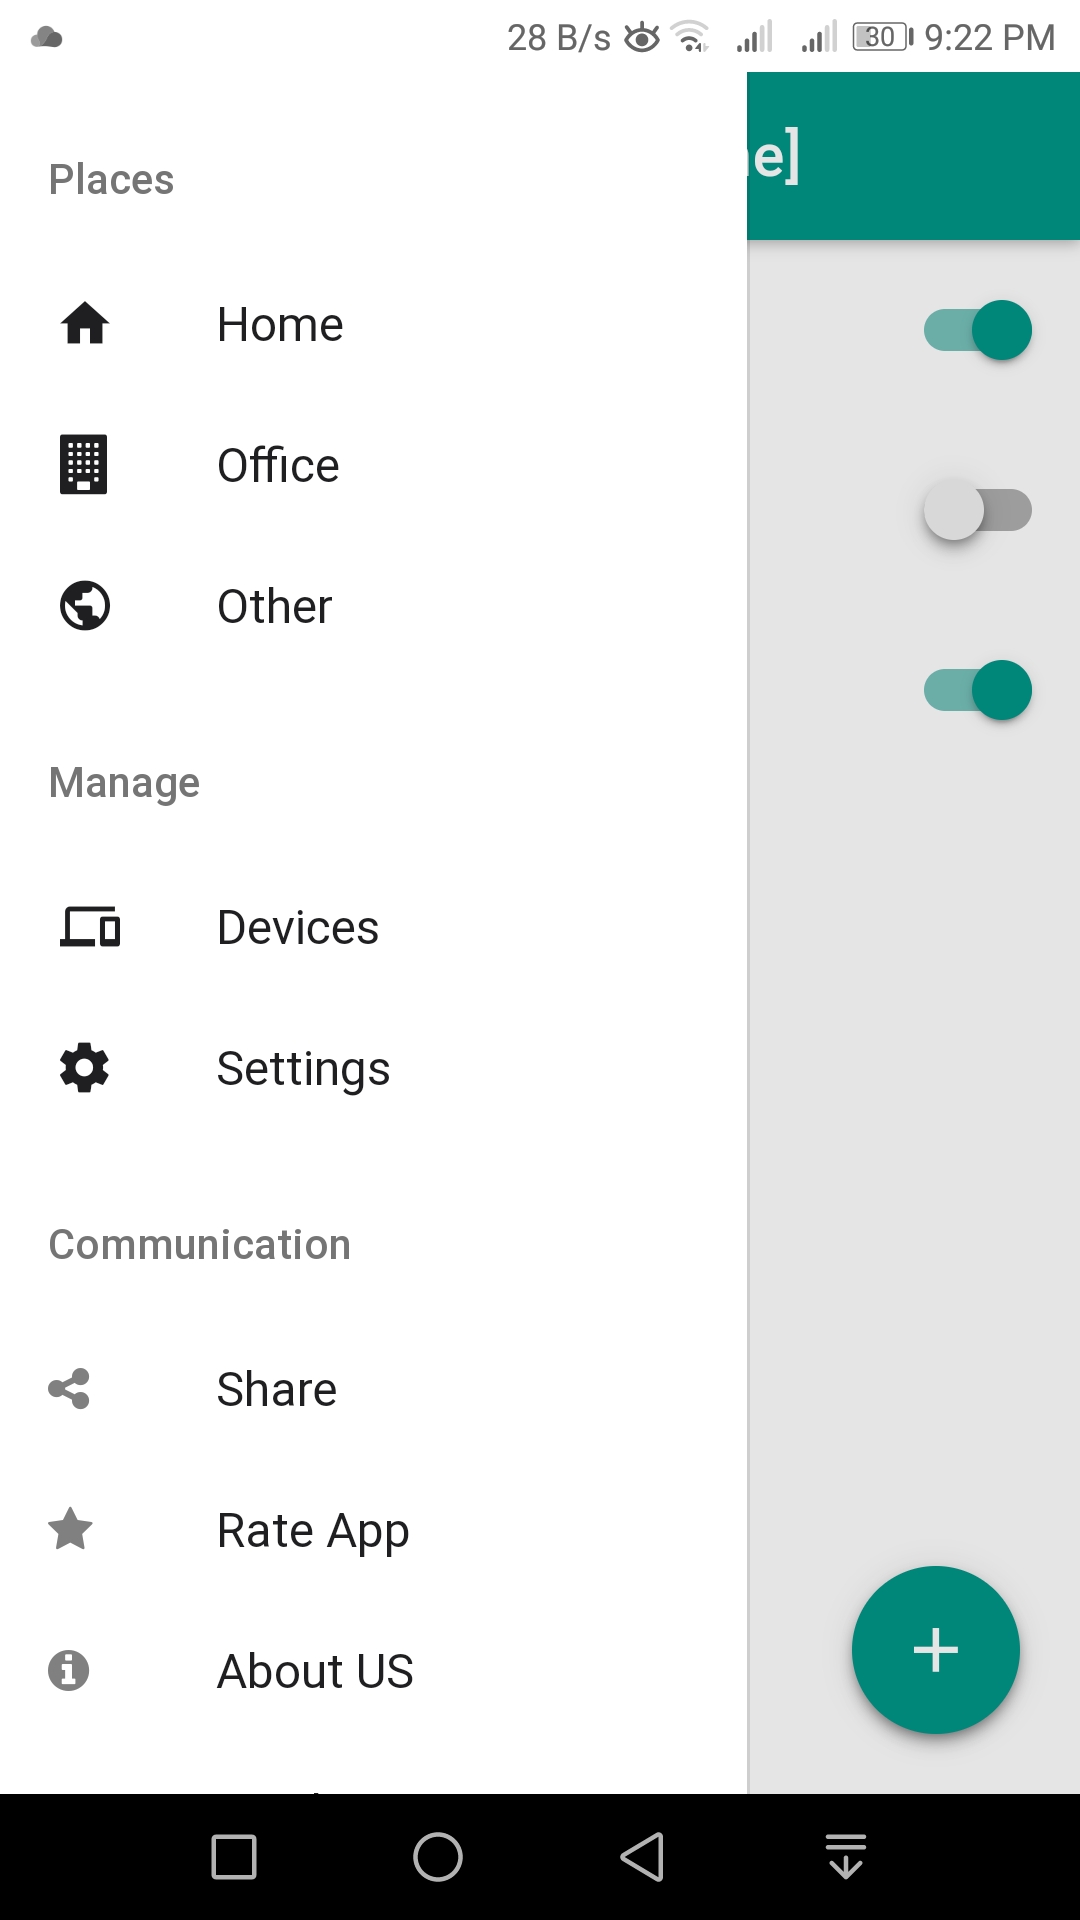 28 B/s 30 9:22 PM
e]
Places
Home
Office
Other
Manage
Devices
Settings
Communication
Share
Rate App
About US